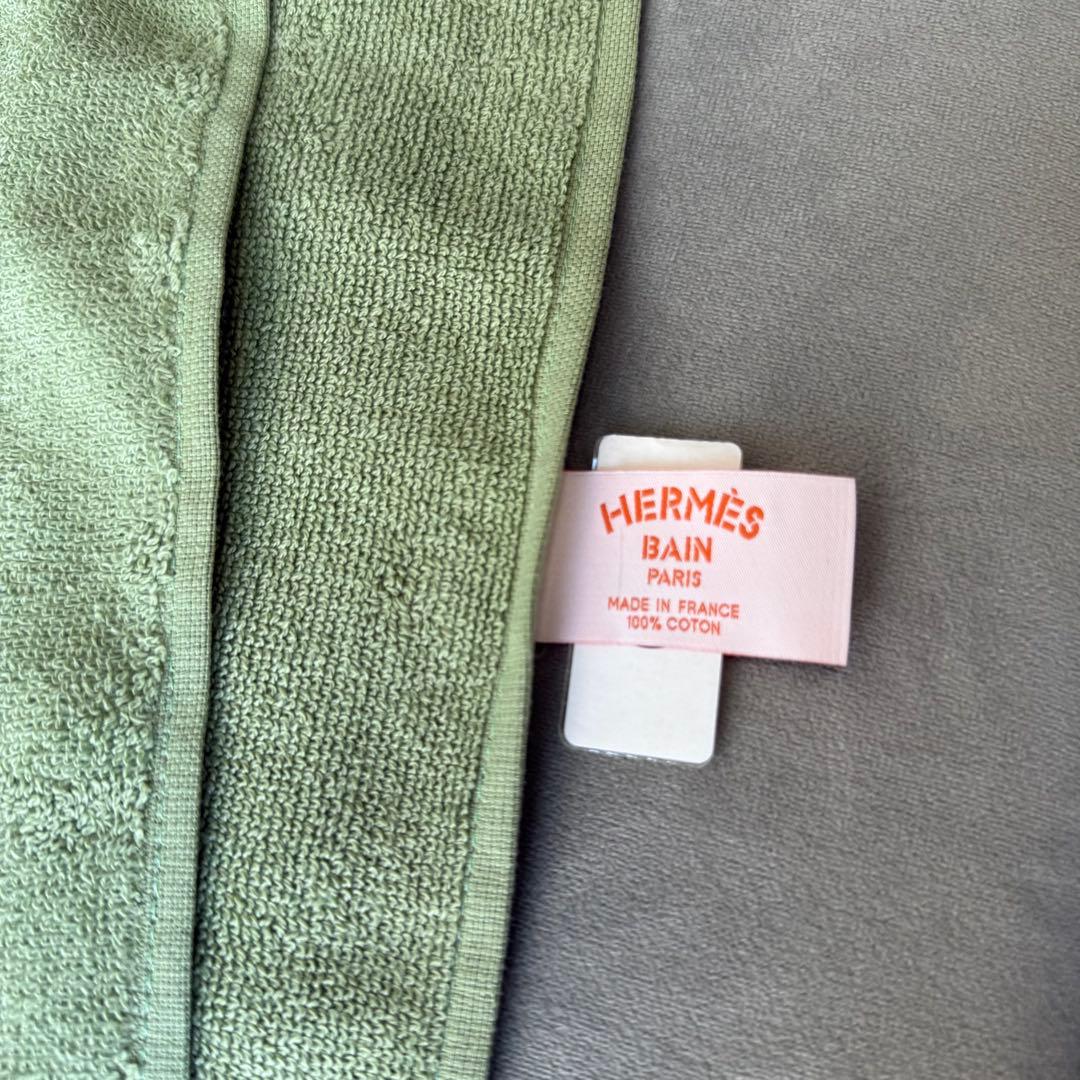 HERMÈS
BAIN
PARIS
MADE IN FRANCE
100% COTON